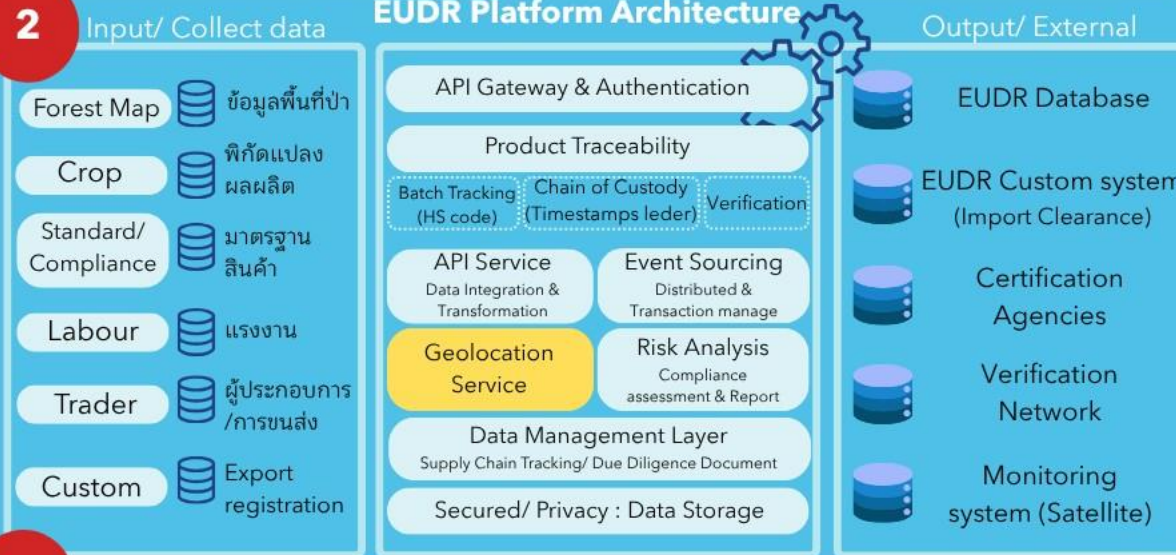 2
Input/ Collect data
Forest Map
ข้อมูลพื้นที่ป่า
Crop
พิกัดแปลง
ผลผลิต
Standard/
Compliance
มาตรฐาน
สินค้า
Labour
แรงงาน
Trader
ผู้ประกอบการ
/การขนส่ง
Custom
Export
registration
EUDR Platform Architecture
API Gateway & Authentication
Product Traceability
Batch Tracking
(HS code)
Chain of Custody
(Timestamps leder)
Verification
API Service
Data Integration &
Transformation
Event Sourcing
Distributed &
Transaction manage
Geolocation
Service
Risk Analysis
Compliance
assessment & Report
Data Management Layer
Supply Chain Tracking/ Due Diligence Document
Secured/ Privacy : Data Storage
Output/ External
EUDR Database
EUDR Custom system
(Import Clearance)
Certification
Agencies
Verification
Network
Monitoring
system (Satellite)